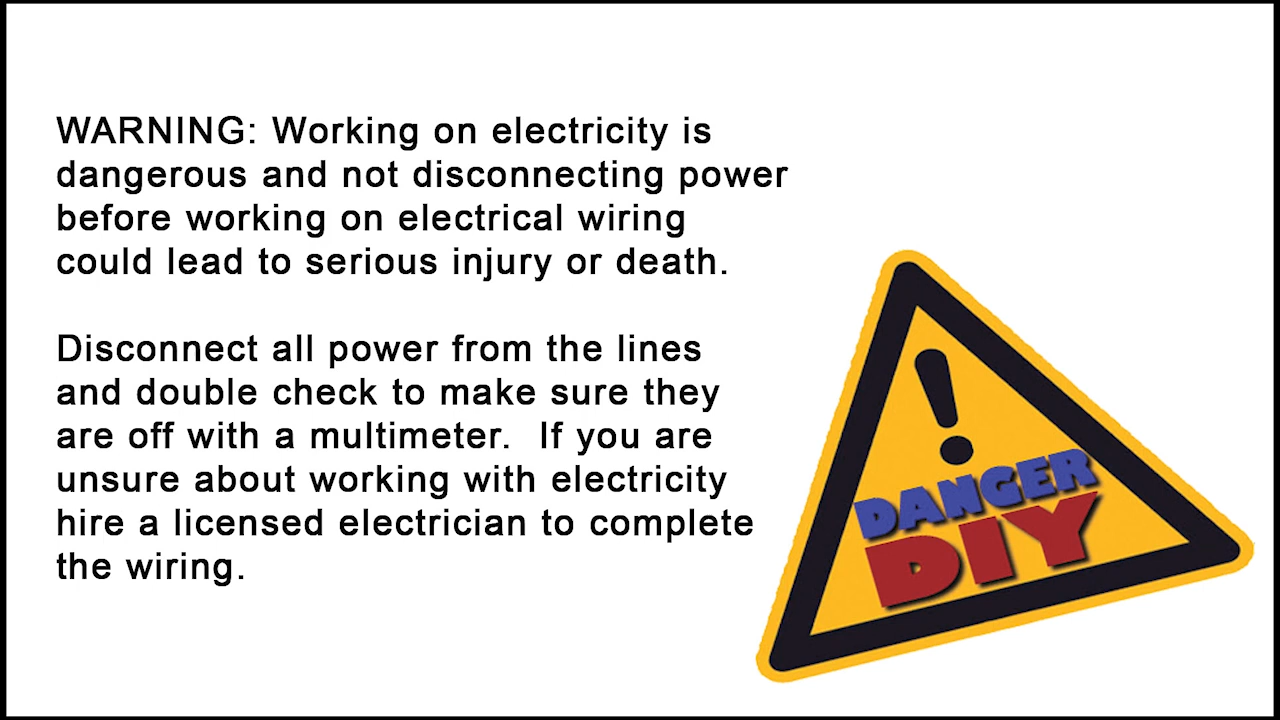 WARNING: Working on electricity is
dangerous and not disconnecting power
before working on electrical wiring
could lead to serious injury or death.
Disconnect all power from the lines
and double check to make sure they
are off with a multimeter.  If you are
unsure about working with electricity
hire a licensed electrician to complete
the wiring.
!
DANGER
DIY